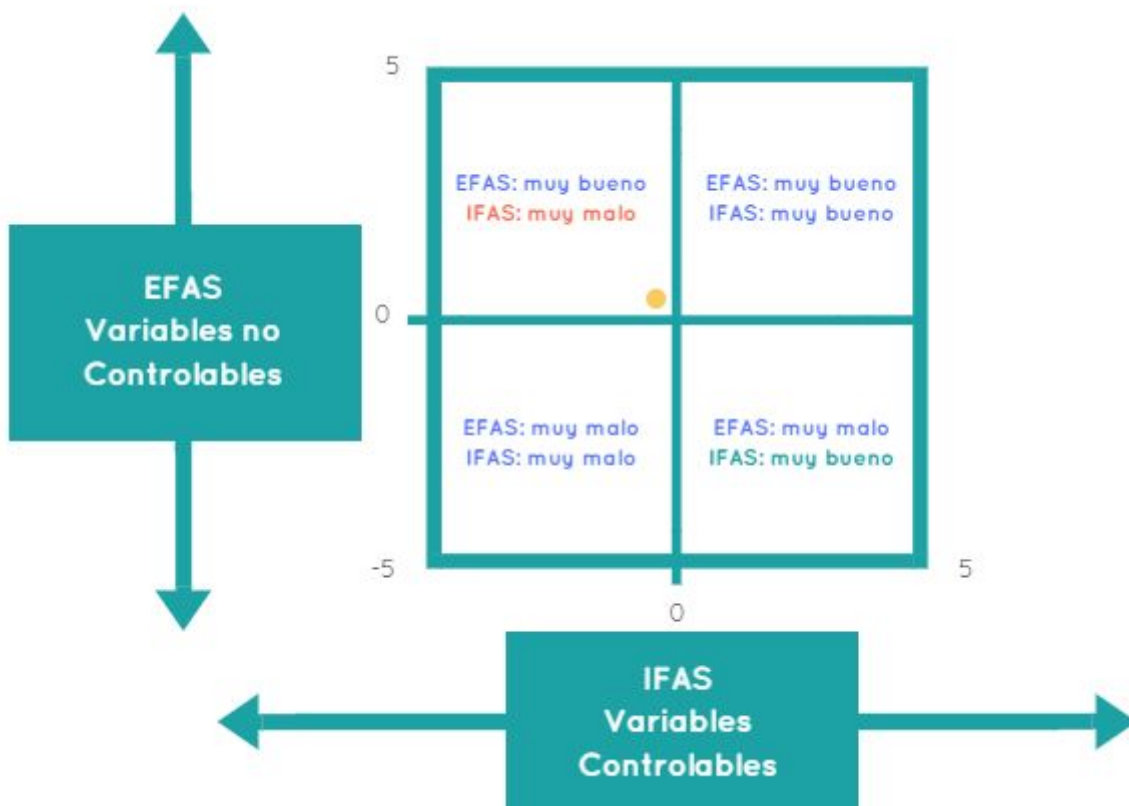 5
EFAS: muy bueno
IFAS: muy malo
EFAS: muy bueno
IFAS: muy bueno
EFAS
Variables no
Controlables
0
EFAS: muy malo
IFAS: muy malo
EFAS: muy malo
IFAS: muy bueno
-5
5
0
IFAS
Variables
Controlables